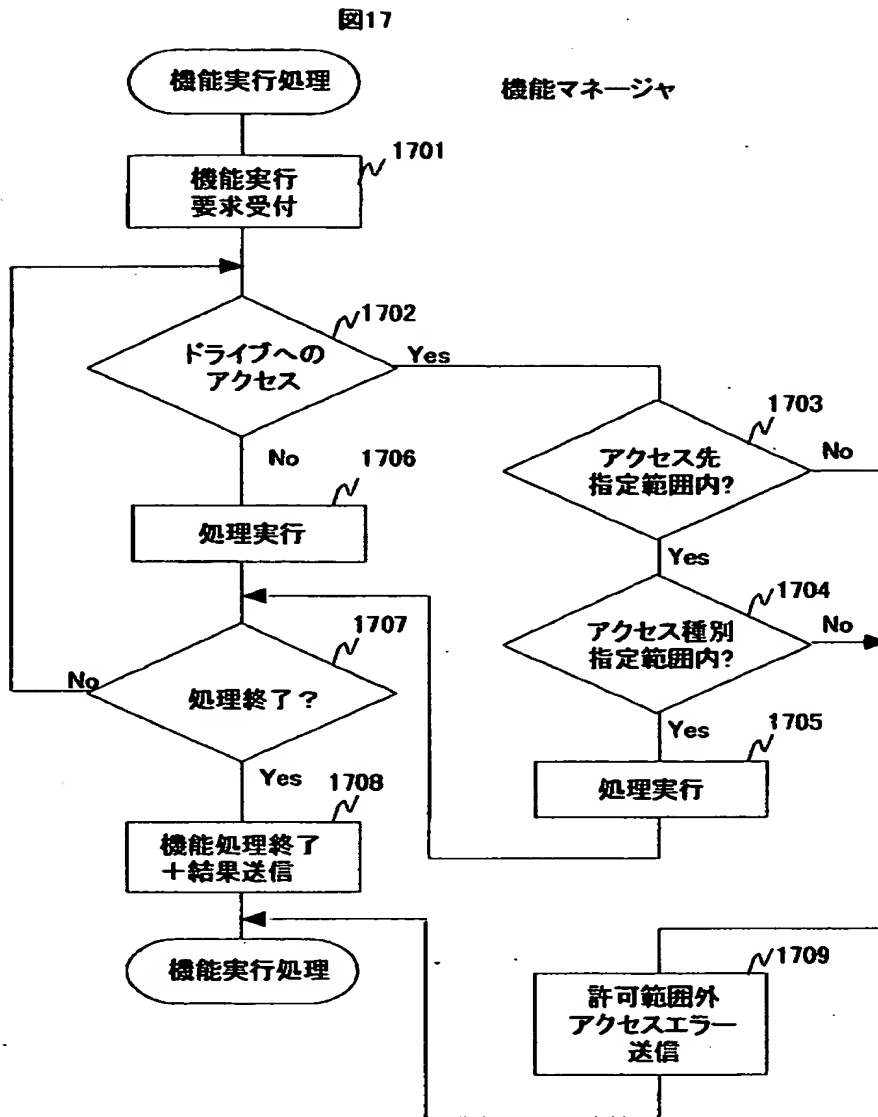 図17
機能実行処理
機能マネージャ
1701
機能実行
要求受付
1702
ドライブへの
アクセス
Yes
1703
アクセス先
指定範囲内?
No
No
1706
処理実行
Yes
1704
アクセス種別
指定範囲内?
No
1707
処理終了？
No
Yes
1705
処理実行
Yes
1708
機能処理終了
＋結果送信
機能実行処理
1709
許可範囲外
アクセスエラー
送信